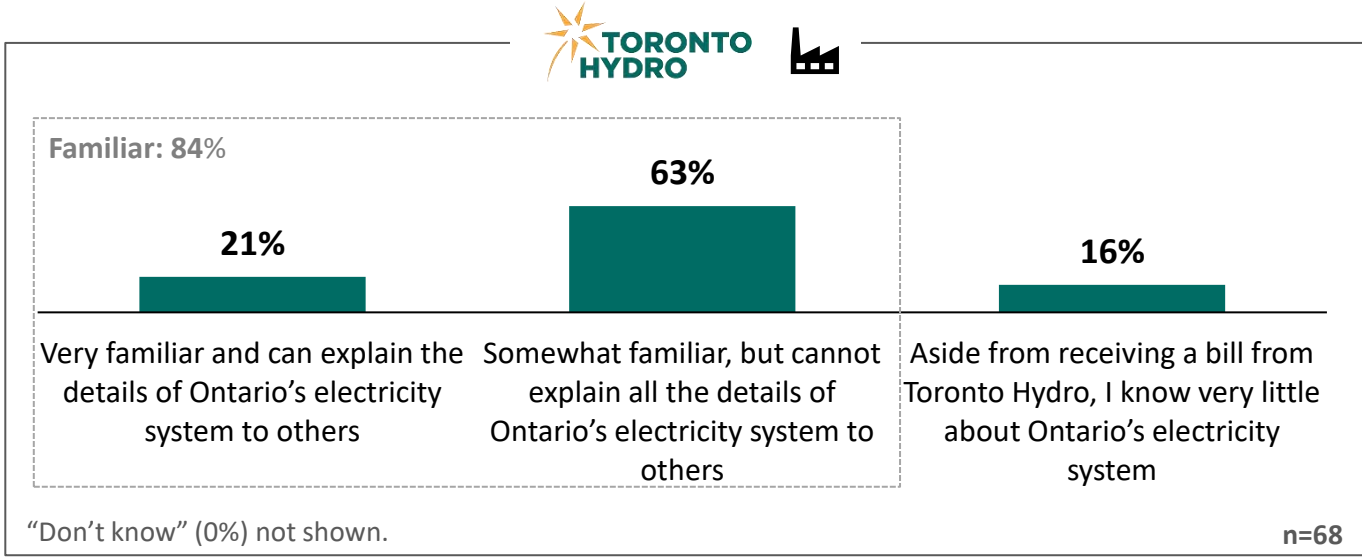 TORONTO
HYDRO
Familiar: 84%
21%
63%
16%
Very familiar and can explain the
details of Ontario’s electricity
system to others
Somewhat familiar, but cannot
explain all the details of
Ontario’s electricity system to
others
Aside from receiving a bill from
Toronto Hydro, I know very little
about Ontario’s electricity
system
“Don’t know” (0%) not shown.
n=68